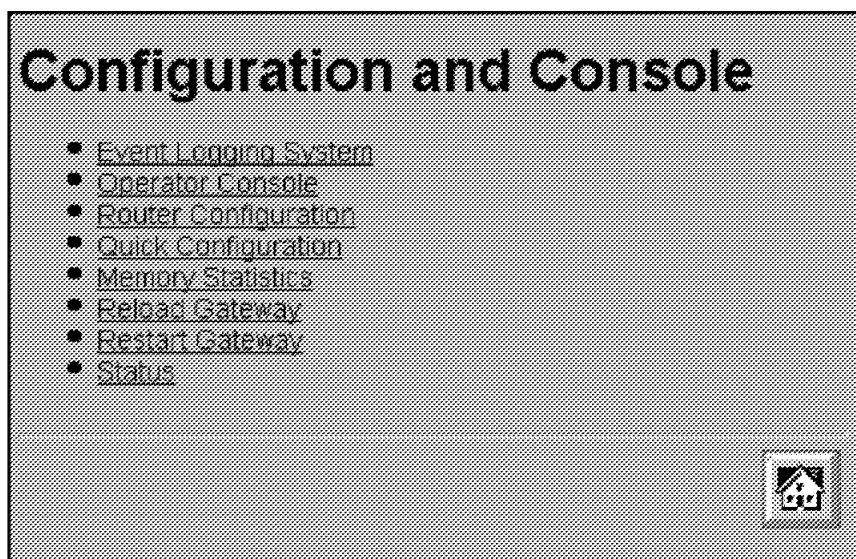 Configuration and Console
Event Logging System
Operator Console
Router Configuration
Quick Configuration
Memory Statistics
Reload Gateway
Restart Gateway
Status